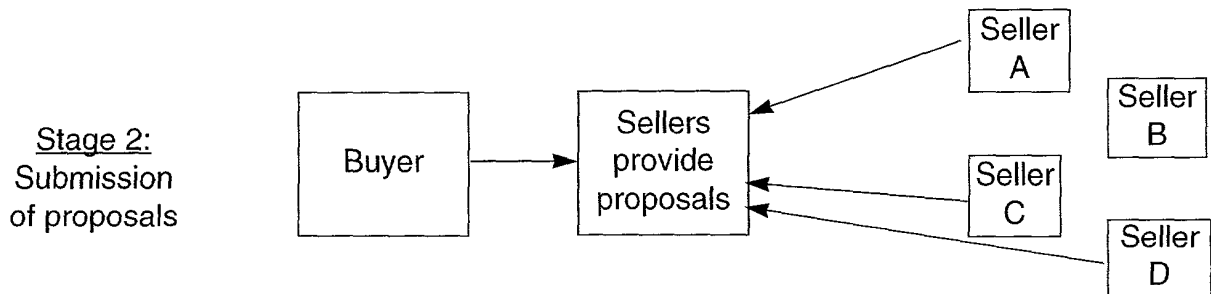 Stage 2:
Submission
of proposals
Buyer
Sellers
provide
proposals
Seller
A
Seller
B
Seller
C
Seller
D